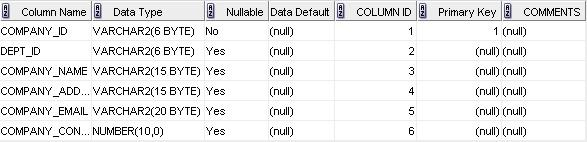 Column Name Data Type Nullable Data Default COLUMN ID Primary Key COMMENTS
COMPANY_ID VARCHAR2(6 BYTE) No (null) 1 1 (null)
DEPT_ID VARCHAR2(6 BYTE) Yes (null) 2 (null) (null)
COMPANY_NAME VARCHAR2(15 BYTE) Yes (null) 3 (null) (null)
COMPANY_ADD... VARCHAR2(15 BYTE) Yes (null) 4 (null) (null)
COMPANY_EMAIL VARCHAR2(20 BYTE) Yes (null) 5 (null) (null)
COMPANY_CON... NUMBER(10,0) Yes (null) 6 (null) (null)